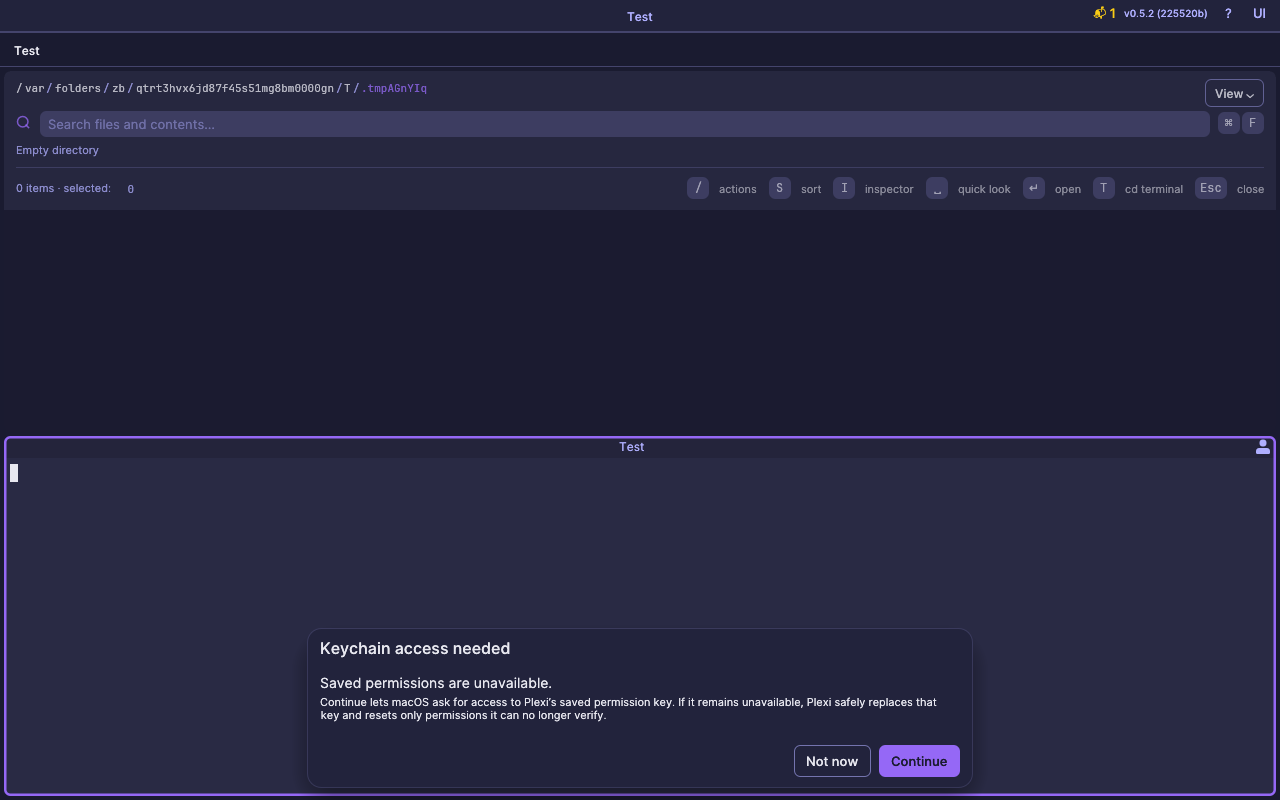 Test
1 v0.5.2 (225520b) ? UI
Test
/var/folders/zb/qtrt3hvx6jd87f45s51mg8bm0000gn/T/.tmpAGnYIq
View
Search files and contents...
⌘ F
Empty directory
0 items · selected: 0
/ actions S sort I inspector ␣ quick look ↵ open T cd terminal Esc close
Test
Keychain access needed
Saved permissions are unavailable.
Continue lets macOS ask for access to Plexi’s saved permission key. If it remains unavailable, Plexi safely replaces that
key and resets only permissions it can no longer verify.
Not now
Continue